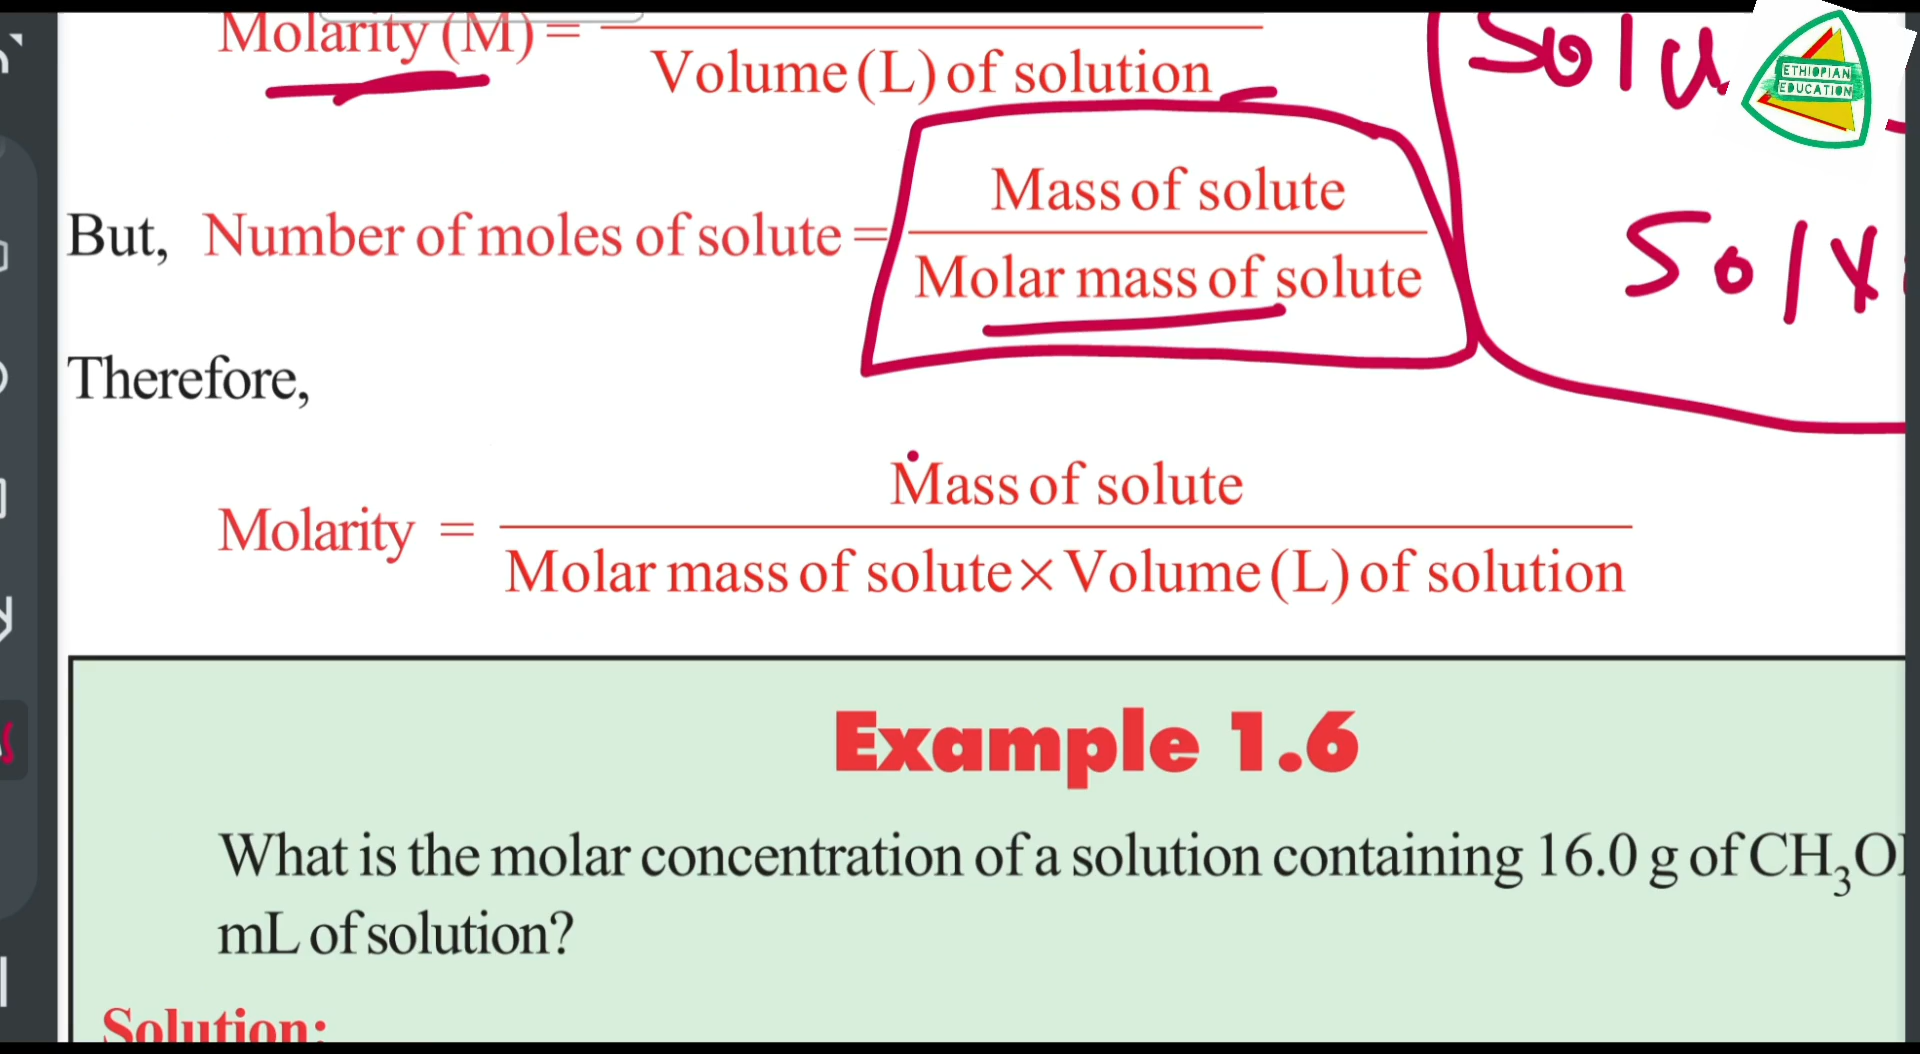 Molarity (M) =
Volume (L) of solution
Solu
ETHIOPIAN
EDUCATION
But, Number of moles of solute = Mass of solute
Molar mass of solute
Solv
Therefore,
Molarity = Mass of solute
Molar mass of solute × Volume (L) of solution
Example 1.6
What is the molar concentration of a solution containing 16.0 g of CH₃O
mL of solution?
Solution: